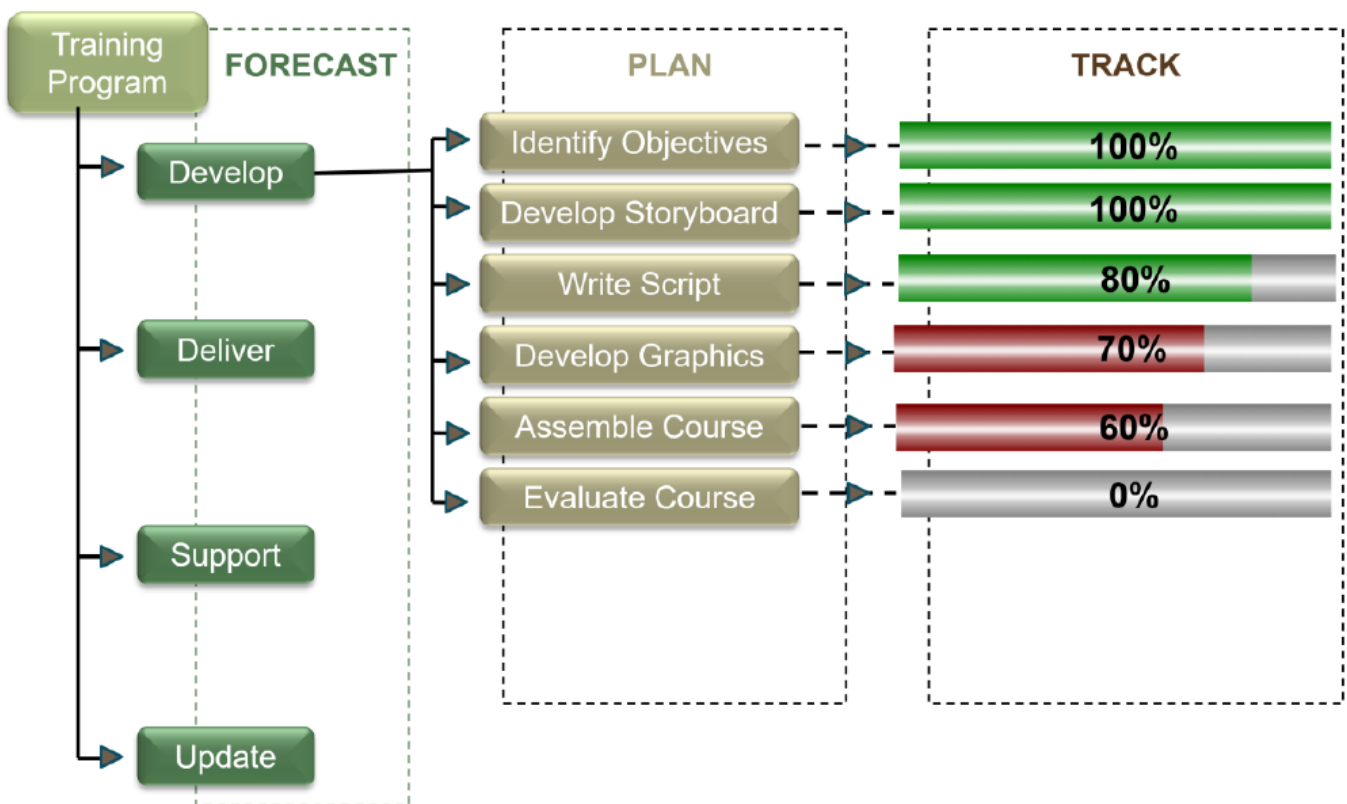 Training
Program
FORECAST
PLAN
TRACK
Develop
Identify Objectives
100%
Develop Storyboard
100%
Write Script
80%
Deliver
Develop Graphics
70%
Assemble Course
60%
Evaluate Course
0%
Support
Update